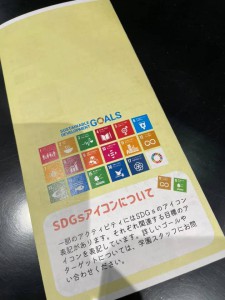 SUSTAINABLE
DEVELOPMENT
GOALS
SDGsアイコンについて
一部のアクティビティにはSDGsのアイコン
表記があります。それぞれ関連する目標のア
イコンを表記しています。詳しいゴールや
ターゲットについては、学園スタッフにお問
い合わせください。